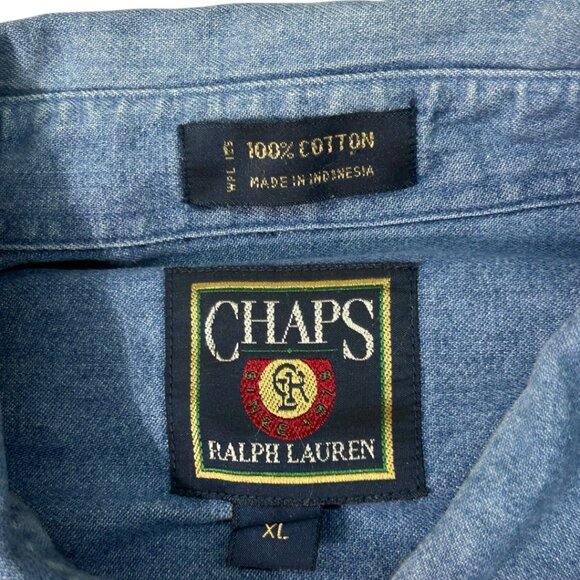 100% COTTON
MADE IN INDONESIA
CHAPS
RALPH LAUREN
XL